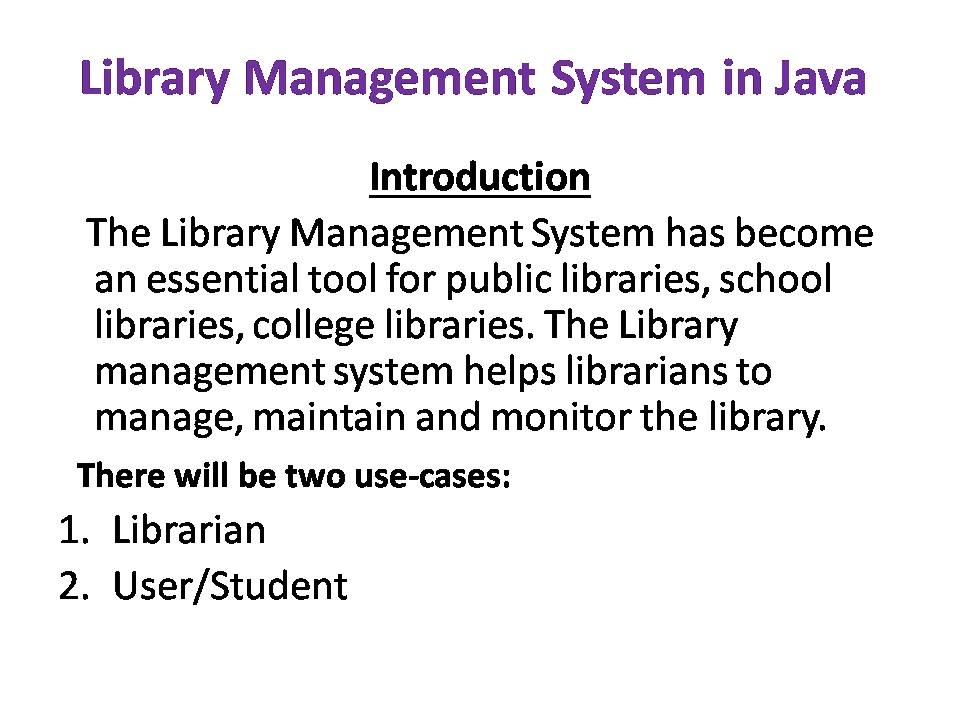 Library Management System in Java
Introduction
The Library Management System has become
an essential tool for public libraries, school
libraries, college libraries. The Library
management system helps librarians to
manage, maintain and monitor the library.
There will be two use-cases:
1. Librarian
2. User/Student